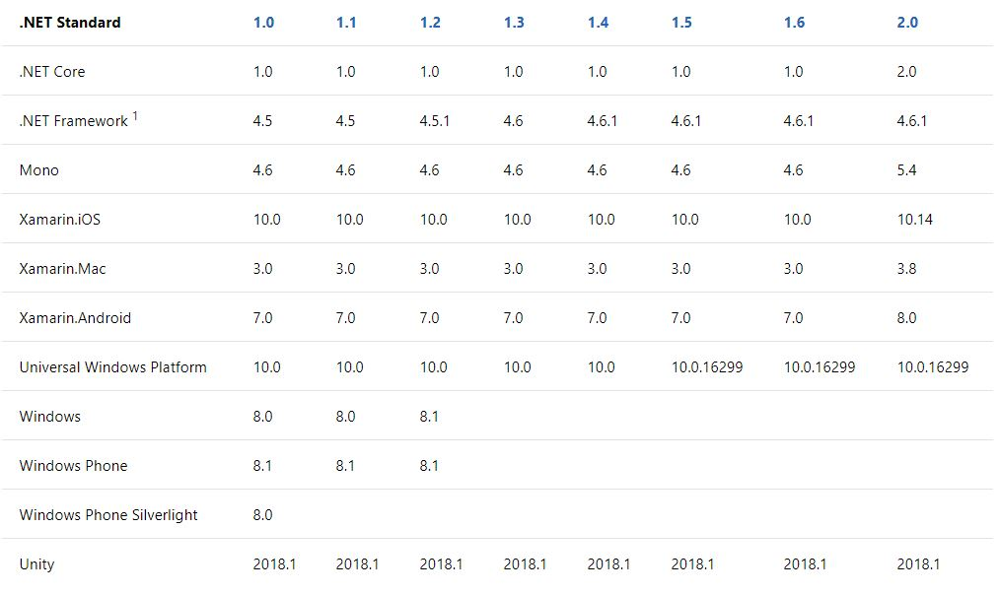 .NET Standard 1.0 1.1 1.2 1.3 1.4 1.5 1.6 2.0
.NET Core 1.0 1.0 1.0 1.0 1.0 1.0 1.0 2.0
.NET Framework 1 4.5 4.5 4.5.1 4.6 4.6.1 4.6.1 4.6.1 4.6.1
Mono 4.6 4.6 4.6 4.6 4.6 4.6 4.6 5.4
Xamarin.iOS 10.0 10.0 10.0 10.0 10.0 10.0 10.0 10.14
Xamarin.Mac 3.0 3.0 3.0 3.0 3.0 3.0 3.0 3.8
Xamarin.Android 7.0 7.0 7.0 7.0 7.0 7.0 7.0 8.0
Universal Windows Platform 10.0 10.0 10.0 10.0 10.0 10.0.16299 10.0.16299 10.0.16299
Windows 8.0 8.0 8.1
Windows Phone 8.1 8.1 8.1
Windows Phone Silverlight 8.0
Unity 2018.1 2018.1 2018.1 2018.1 2018.1 2018.1 2018.1 2018.1